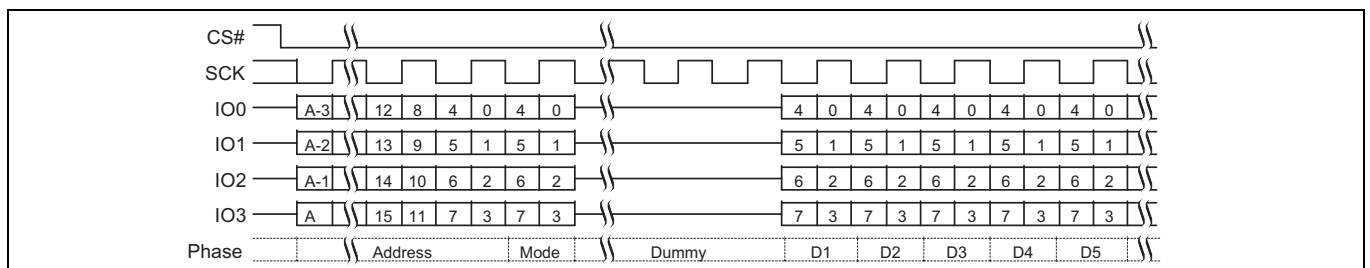 CS#
SCK
IO0 A-3 12 8 4 0 4 0 4 0 4 0 4 0 4 0 4 0
IO1 A-2 13 9 5 1 5 1 5 1 5 1 5 1 5 1 5 1
IO2 A-1 14 10 6 2 6 2 6 2 6 2 6 2 6 2 6 2
IO3 A 15 11 7 3 7 3 7 3 7 3 7 3 7 3 7 3
Phase Address Mode Dummy D1 D2 D3 D4 D5